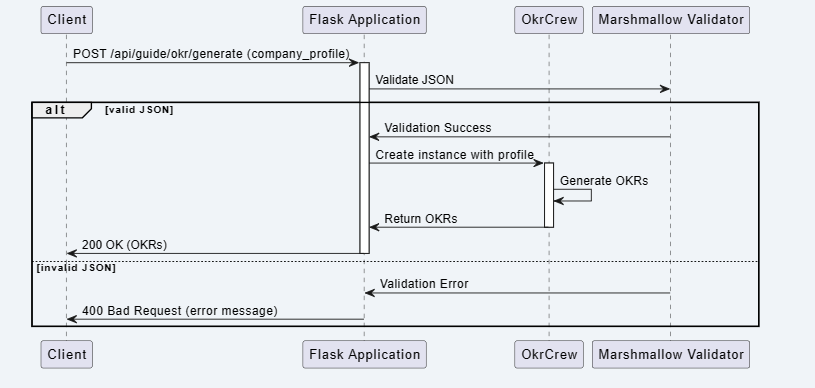 Client
Flask Application
OkrCrew
Marshmallow Validator
POST /api/guide/okr/generate (company_profile)
Validate JSON
alt
[valid JSON]
Validation Success
Create instance with profile
Generate OKRs
Return OKRs
200 OK (OKRs)
[invalid JSON]
Validation Error
400 Bad Request (error message)
Client
Flask Application
OkrCrew
Marshmallow Validator